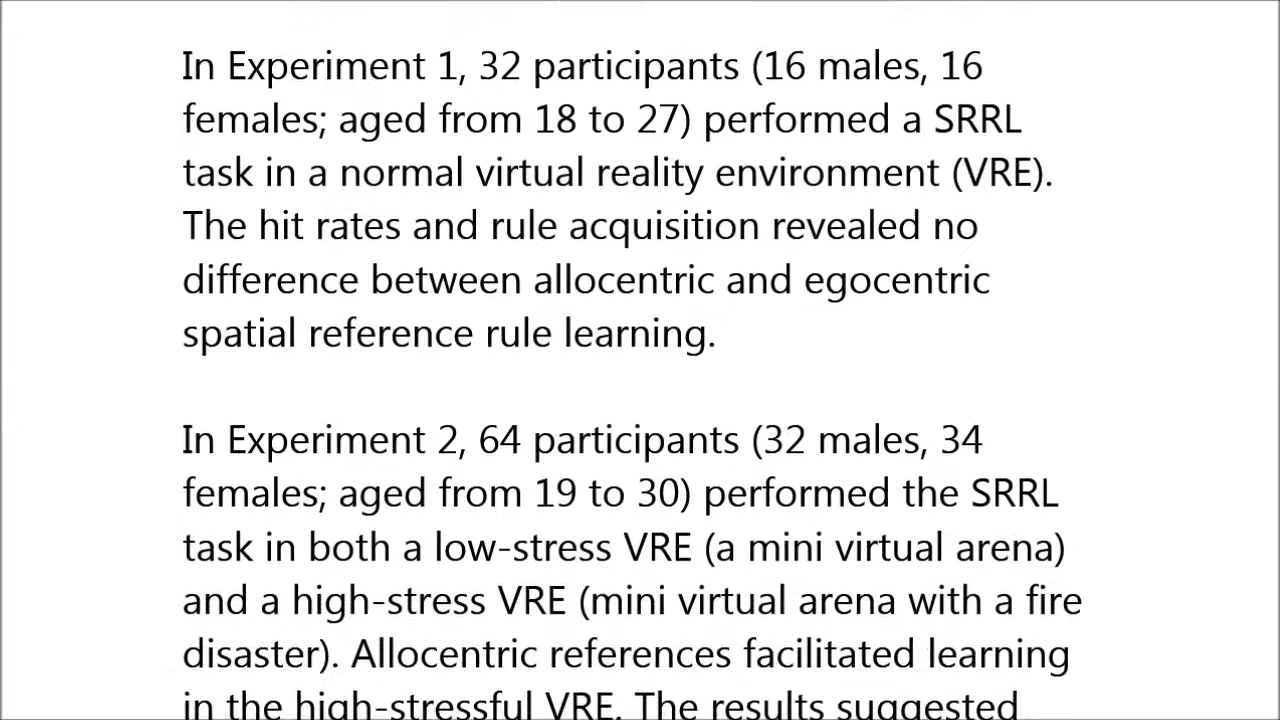 In Experiment 1, 32 participants (16 males, 16
females; aged from 18 to 27) performed a SRRL
task in a normal virtual reality environment (VRE).
The hit rates and rule acquisition revealed no
difference between allocentric and egocentric
spatial reference rule learning.
In Experiment 2, 64 participants (32 males, 34
females; aged from 19 to 30) performed the SRRL
task in both a low-stress VRE (a mini virtual arena)
and a high-stress VRE (mini virtual arena with a fire
disaster). Allocentric references facilitated learning
in the high-stressful VRE. The results suggested